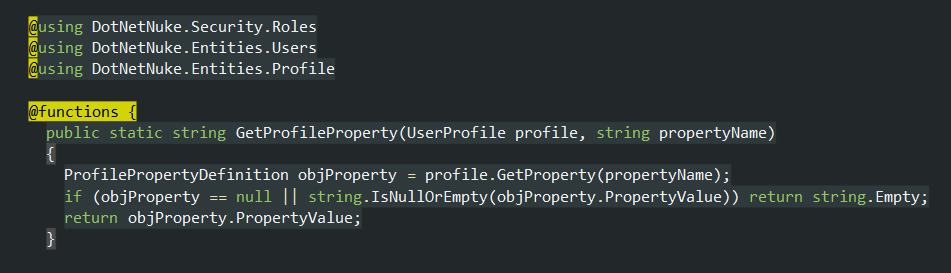 @using DotNetNuke.Security.Roles
@using DotNetNuke.Entities.Users
@using DotNetNuke.Entities.Profile
@functions {
public static string GetProfileProperty(UserProfile profile, string propertyName)
{
ProfilePropertyDefinition objProperty = profile.GetProperty(propertyName);
if (objProperty == null || string.IsNullOrEmpty(objProperty.PropertyValue)) return string.Empty;
return objProperty.PropertyValue;
}